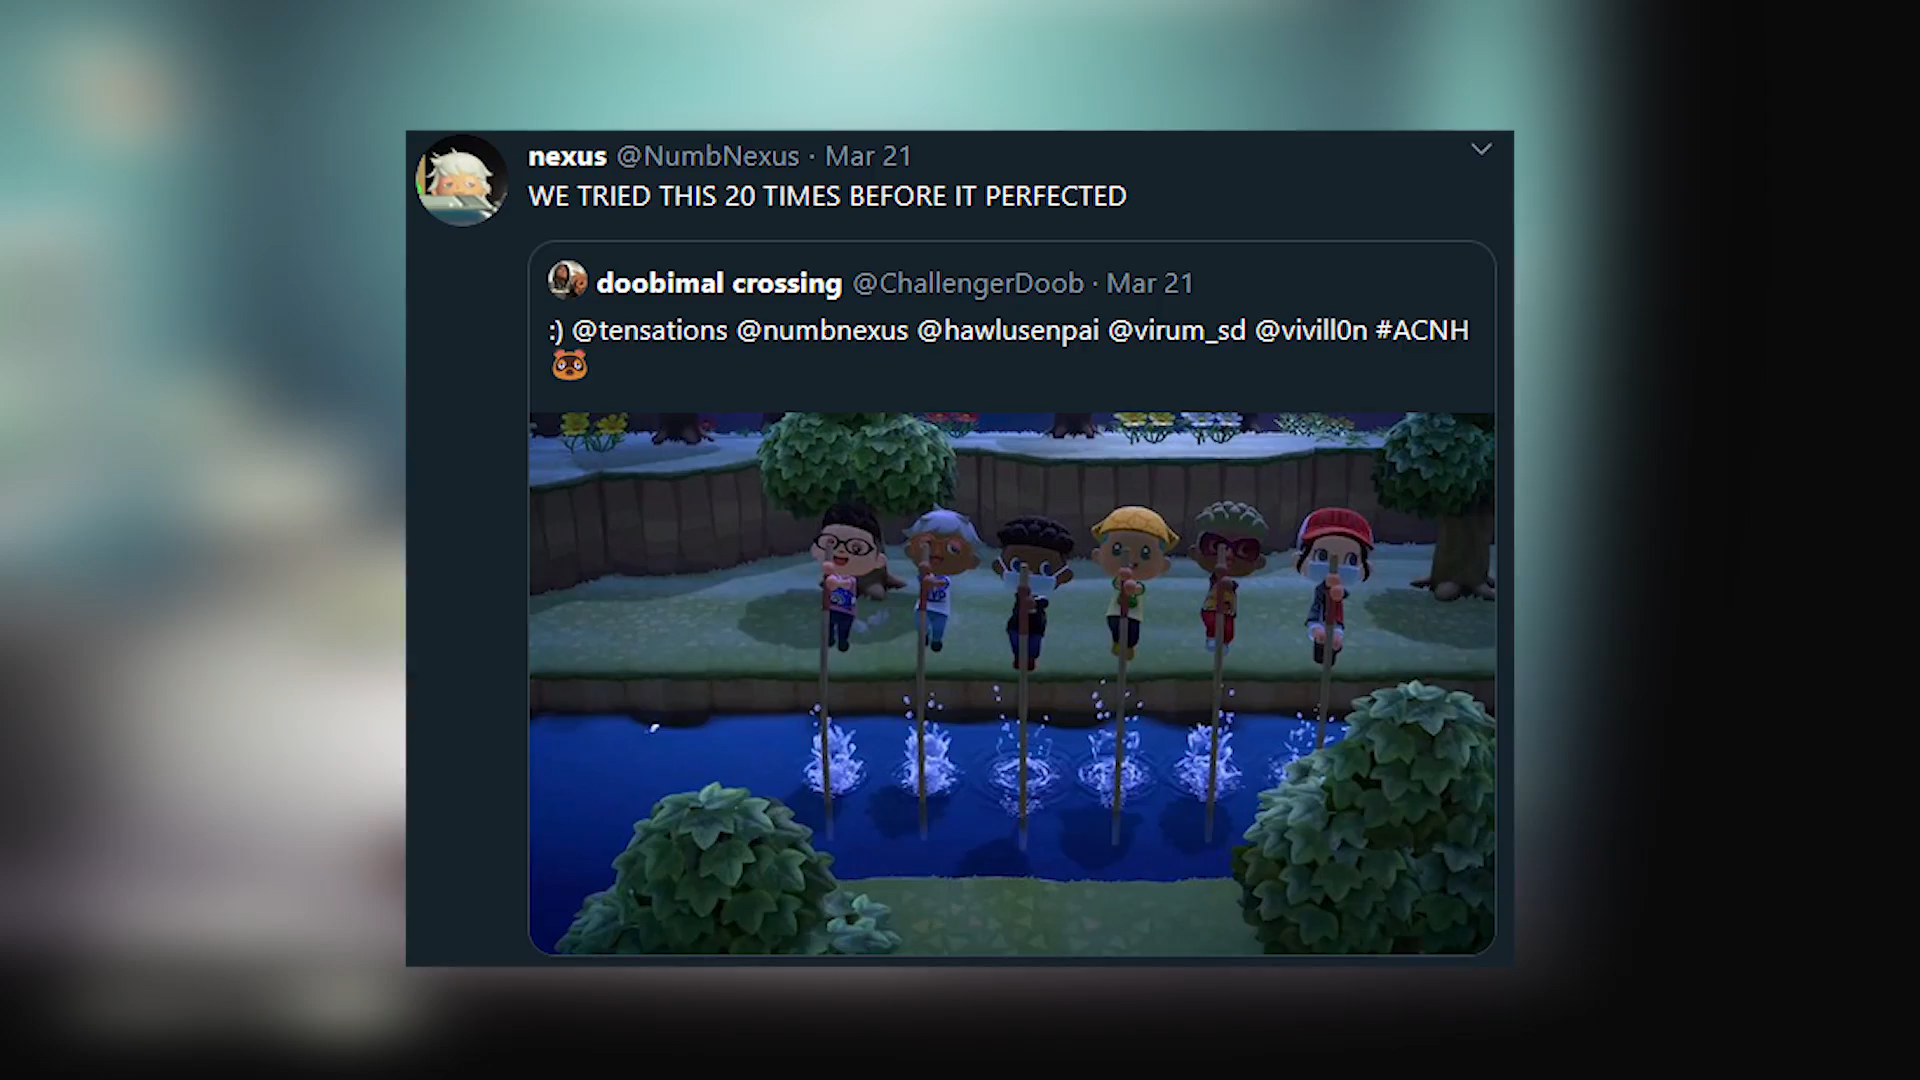 nexus @NumbNexus · Mar 21
WE TRIED THIS 20 TIMES BEFORE IT PERFECTED
doobimal crossing @ChallengerDoob · Mar 21
:) @tensations @numbnexus @hawlusenpai @virum_sd @vivill0n #ACNH